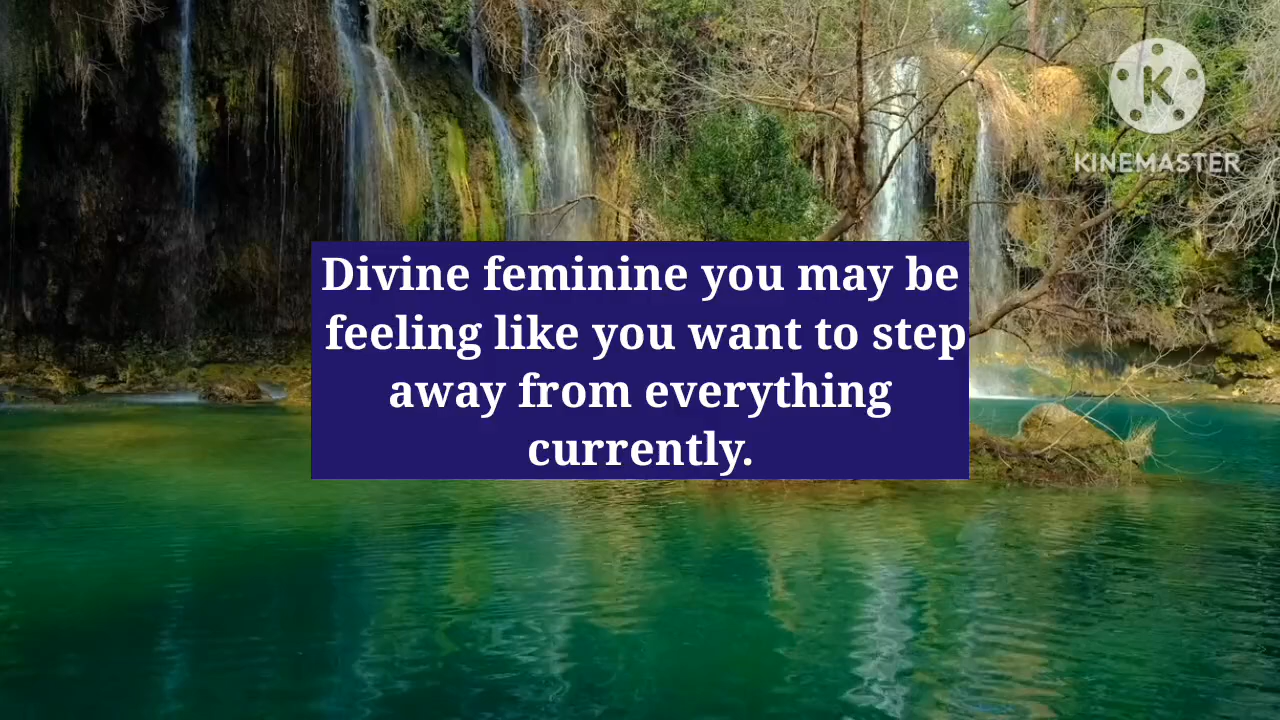 K
KINEMASTER
Divine feminine you may be
feeling like you want to step
away from everything
currently.